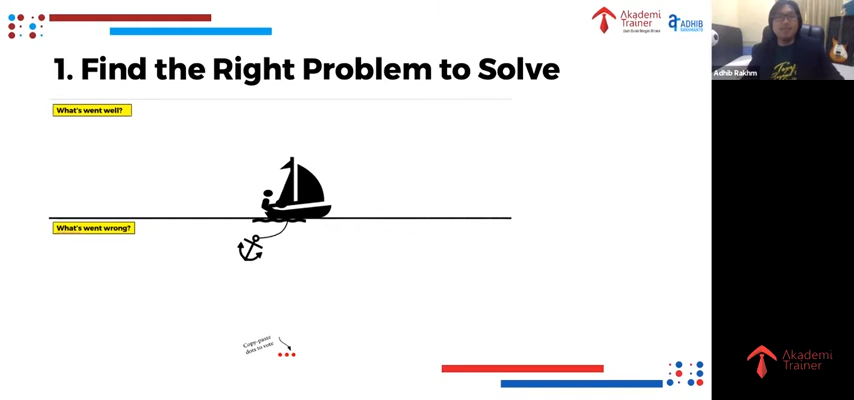 Akademi
Trainer
ADHIB
1. Find the Right Problem to Solve
Adhib Rakhm
What's went well?
What's went wrong?
Copy-paste
dots to vote
Akademi
Trainer